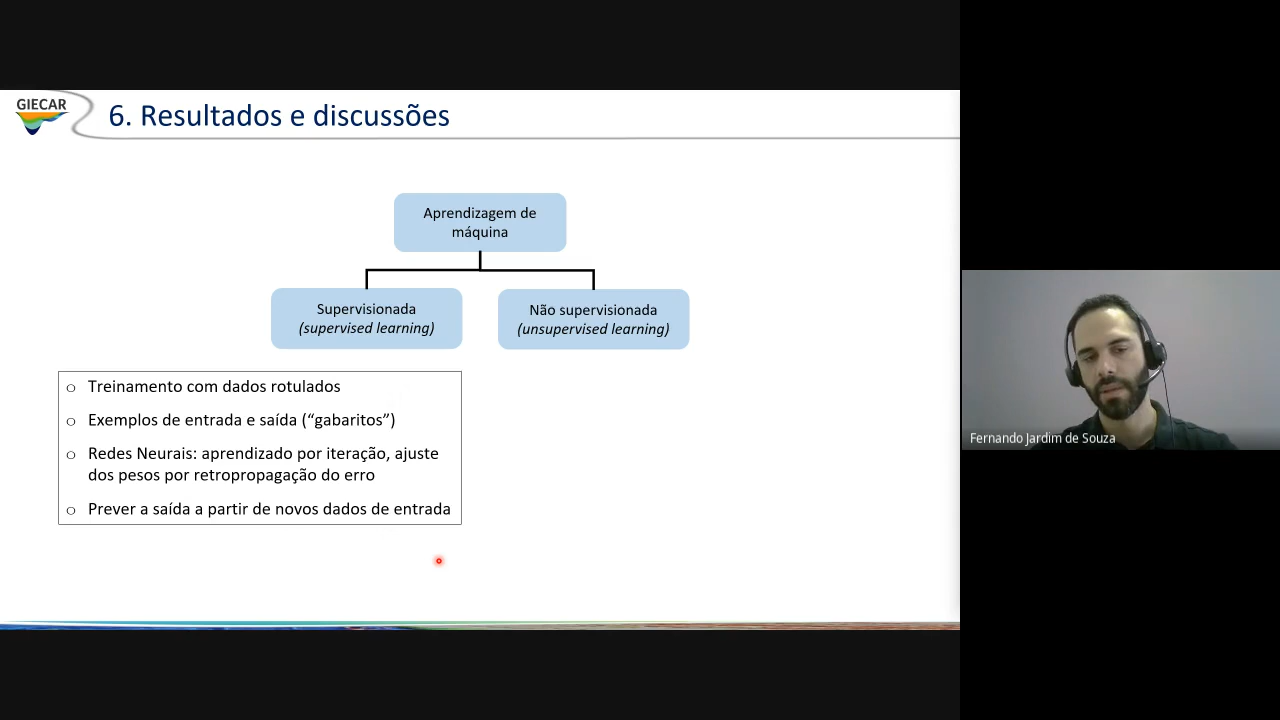 GIECAR
6. Resultados e discussões
Aprendizagem de
máquina
Supervisionada
(supervised learning)
Não supervisionada
(unsupervised learning)
o Treinamento com dados rotulados
o Exemplos de entrada e saída (“gabaritos”)
o Redes Neurais: aprendizado por iteração, ajuste
dos pesos por retropropagação do erro
o Prever a saída a partir de novos dados de entrada
Fernando Jardim de Souza